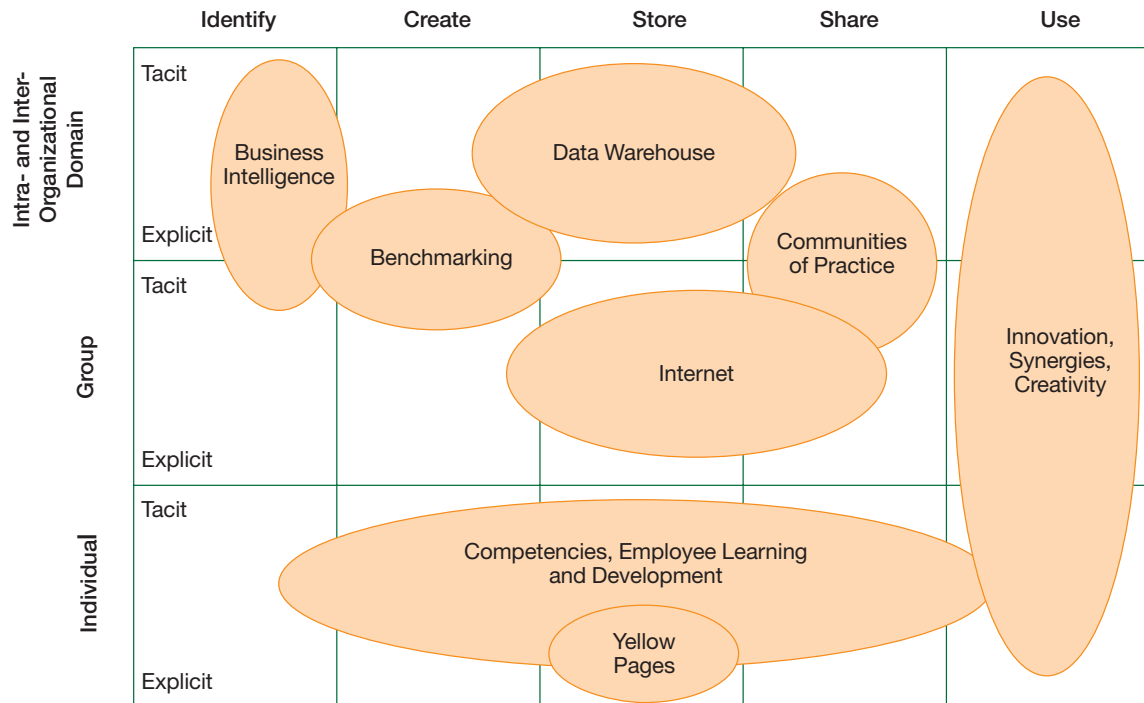 Identify
Create
Store
Share
Use
Intra- and Inter-
Organizational
Domain
Tacit
Explicit
Business
Intelligence
Benchmarking
Data Warehouse
Communities
of Practice
Group
Tacit
Explicit
Internet
Innovation,
Synergies,
Creativity
Individual
Tacit
Explicit
Competencies, Employee Learning
and Development
Yellow
Pages